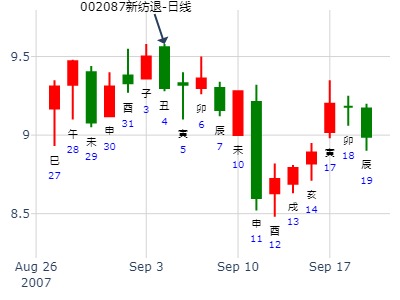 002087新纺退-日线
9.5
9
8.5
巳
27
午
28
未
29
申
30
酉
31
子
3
丑
4
寅
5
卯
6
辰
7
未
10
申
11
酉
12
戌
13
亥
14
寅
17
卯
18
辰
19
Aug 26
2007
Sep 3
Sep 10
Sep 17